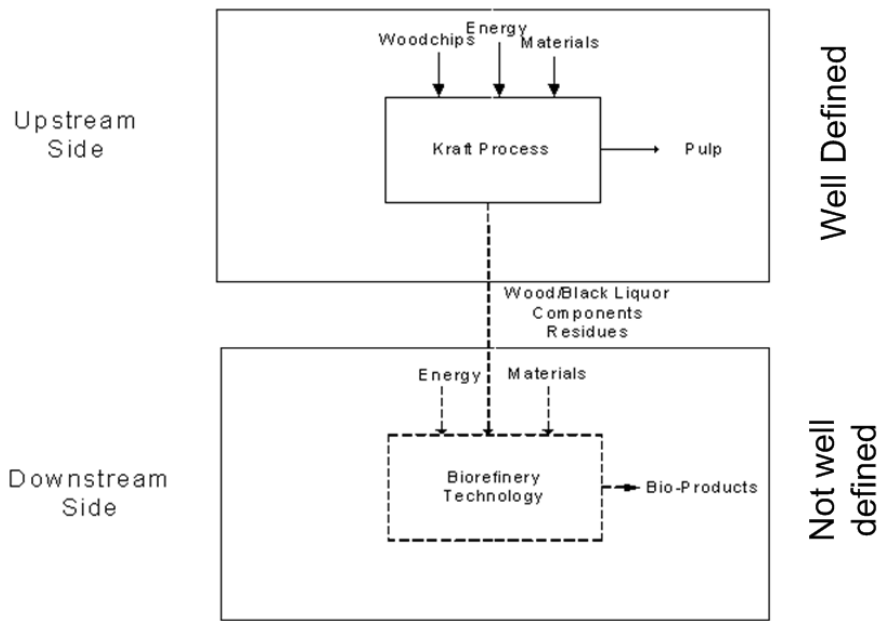 Energy
Woodchips
Materials
Upstream
Side
Kraft Process
Pulp
Well Defined
Wood/Black Liquor
Components
Residues
Energy
Materials
Downstream
Side
Biorefinery
Technology
Bio-Products
Not well
defined